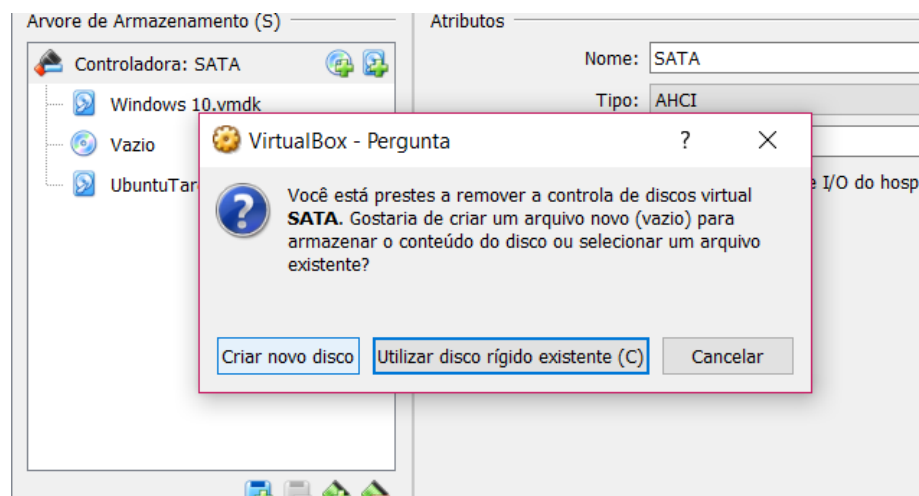 Árvore de Armazenamento (S)
Atributos
Controladora: SATA
Nome: SATA
Windows 10.vmdk
Tipo: AHCI
Vazio
UbuntuTar
e I/O do hosp
VirtualBox - Pergunta
?
Você está prestes a remover a controla de discos virtual
SATA. Gostaria de criar um arquivo novo (vazio) para
armazenar o conteúdo do disco ou selecionar um arquivo
existente?
Criar novo disco
Utilizar disco rígido existente (C)
Cancelar